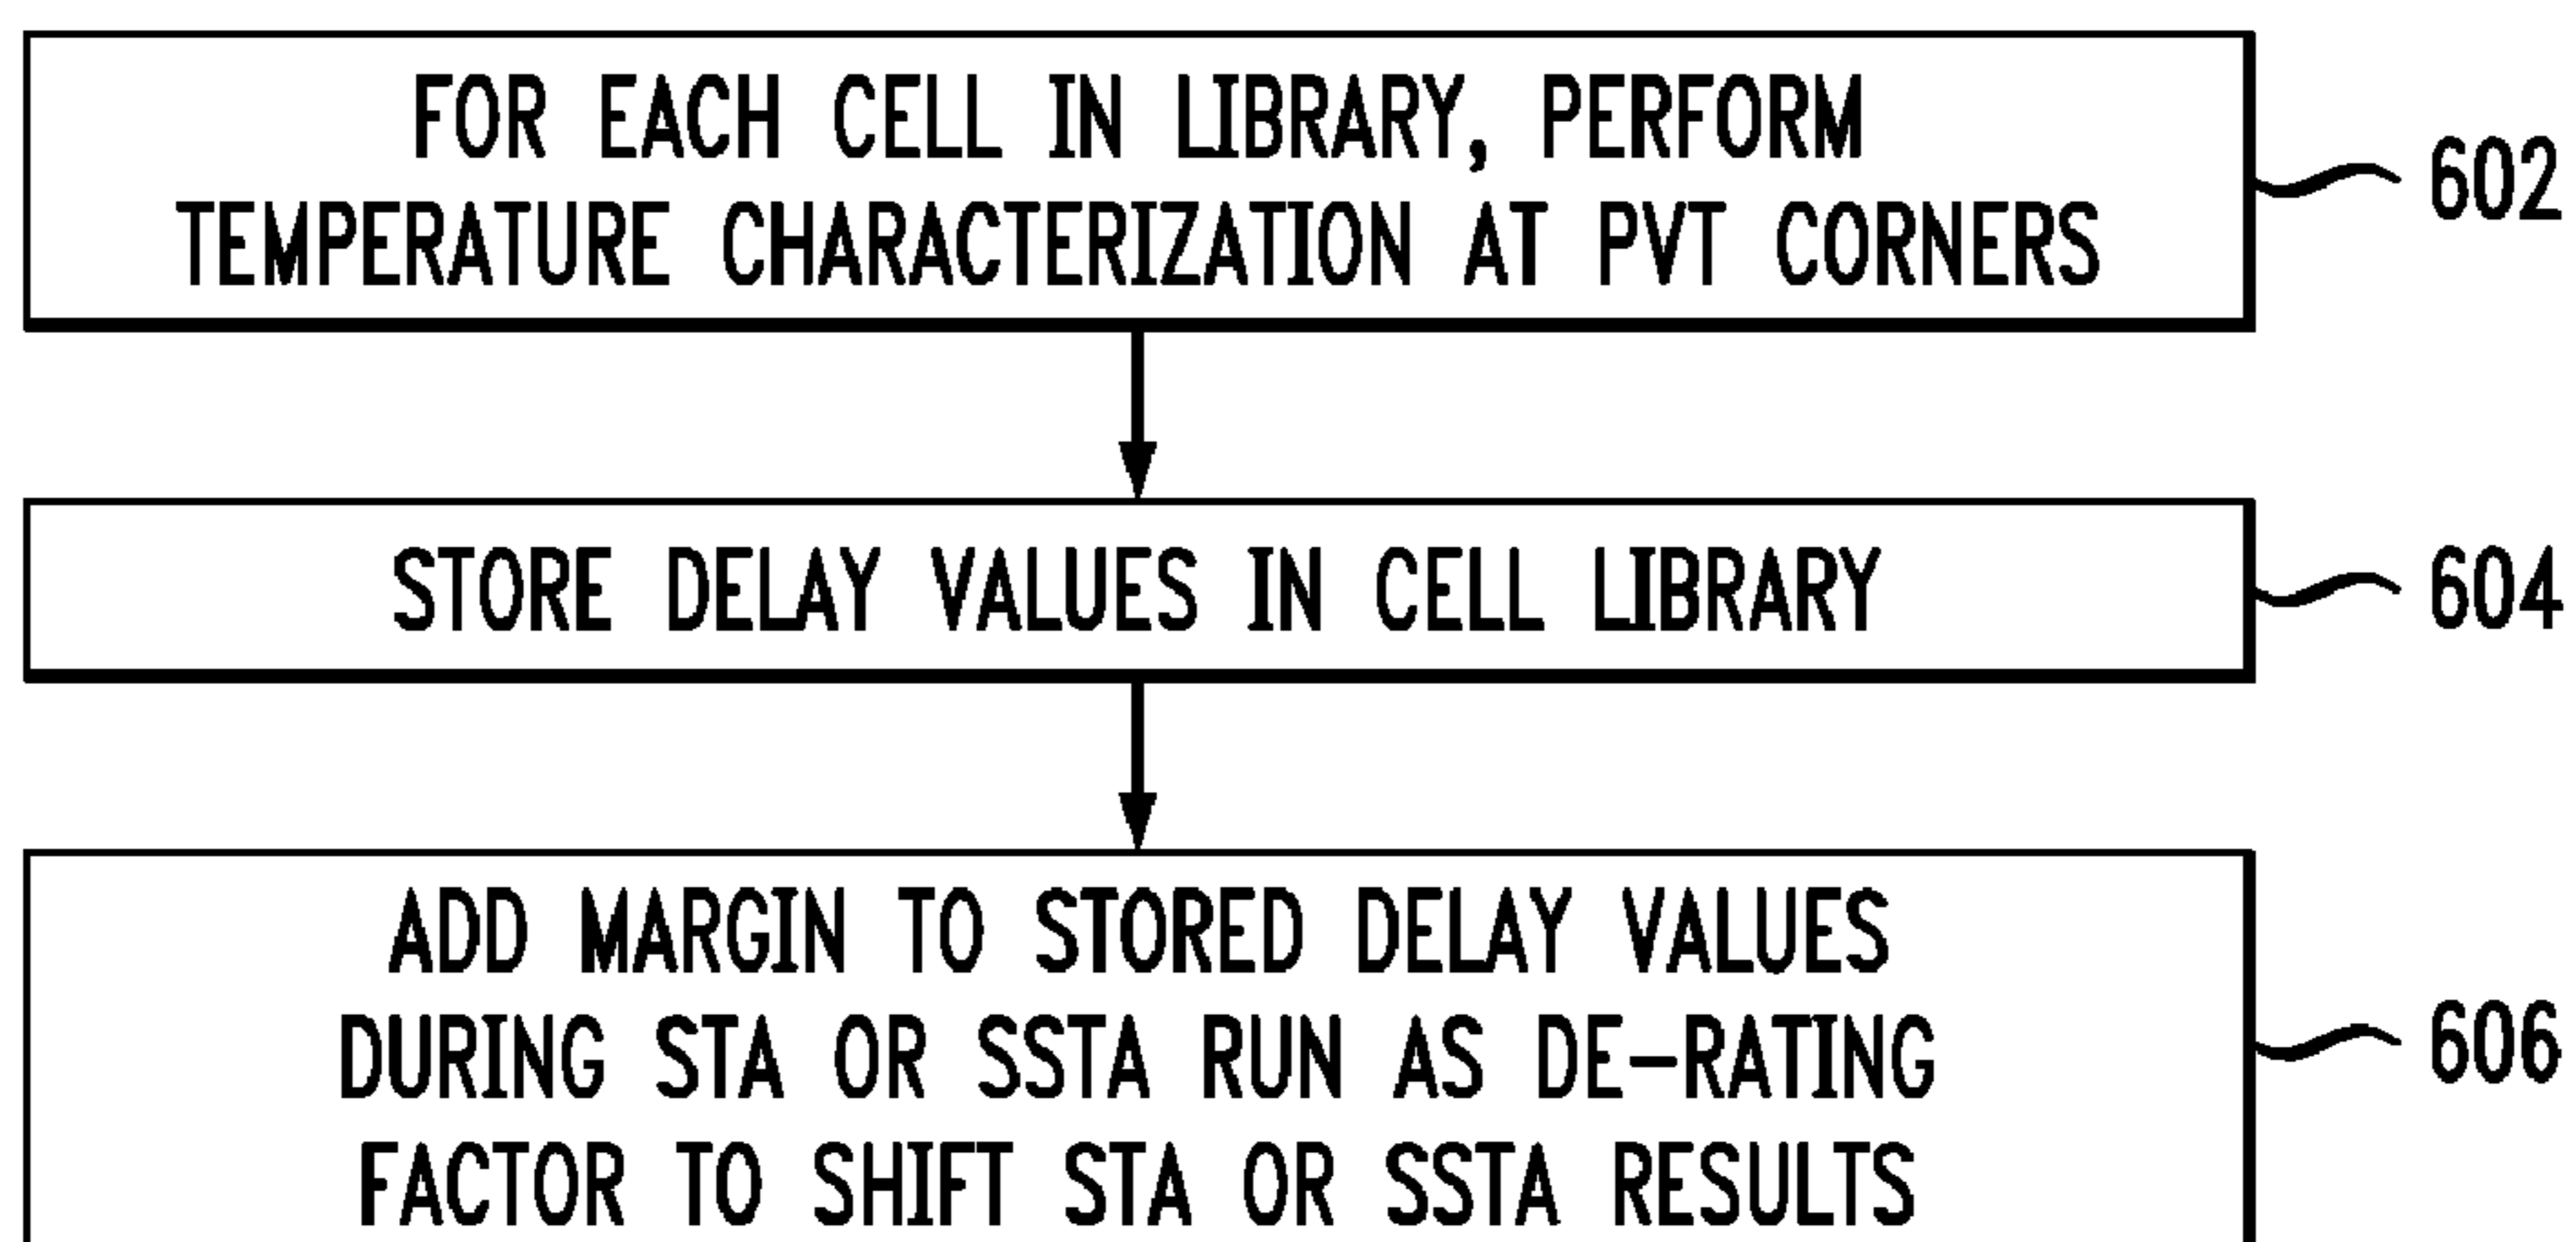 FOR EACH CELL IN LIBRARY, PERFORM
TEMPERATURE CHARACTERIZATION AT PVT CORNERS
602
STORE DELAY VALUES IN CELL LIBRARY
604
ADD MARGIN TO STORED DELAY VALUES
DURING STA OR SSTA RUN AS DE-RATING
FACTOR TO SHIFT STA OR SSTA RESULTS
606